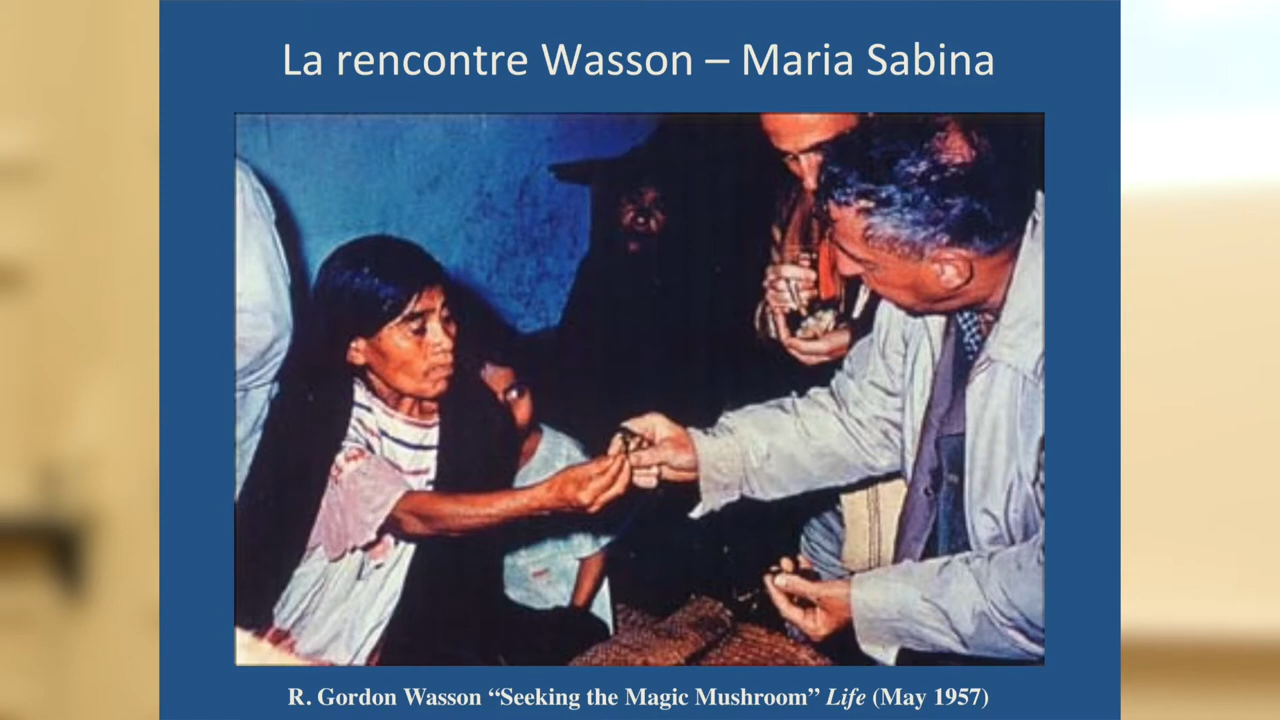 La rencontre Wasson – Maria Sabina
R. Gordon Wasson “Seeking the Magic Mushroom” Life (May 1957)